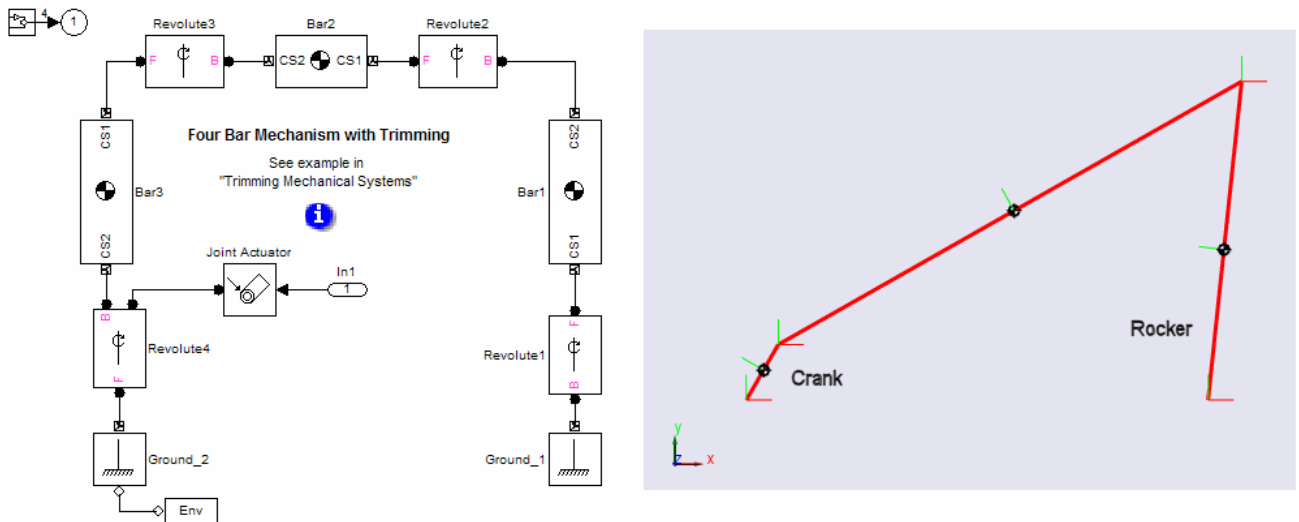 4
1
Revolute3
Bar2
Revolute2
F
B
CS2
CS1
F
B
CS1
CS2
Four Bar Mechanism with Trimming
See example in
"Trimming Mechanical Systems"
i
Bar3
Bar1
CS2
CS1
Joint Actuator
In1
1
B
F
Revolute4
Revolute1
F
B
Ground_2
Ground_1
Env
Crank
Rocker
y
z
x